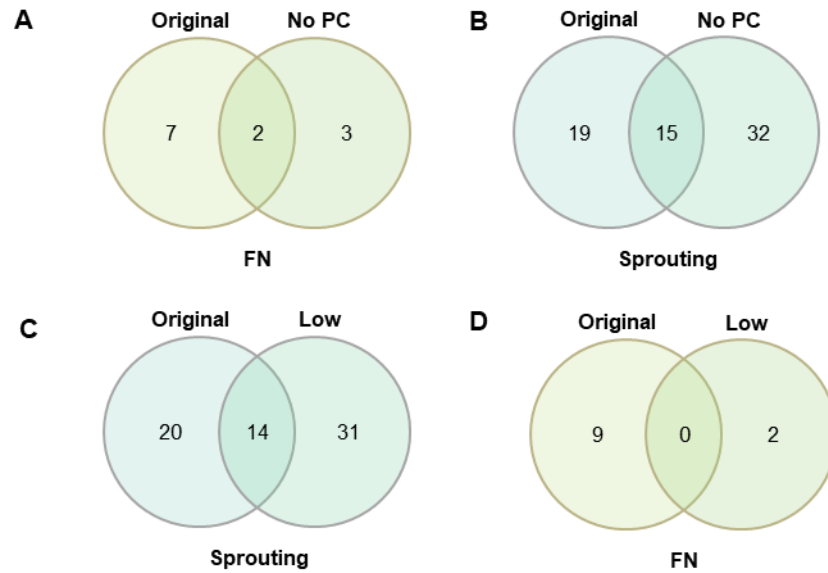 A
Original No PC
7 2 3
FN
B
Original No PC
19 15 32
Sprouting
C
Original Low
20 14 31
Sprouting
D
Original Low
9 0 2
FN